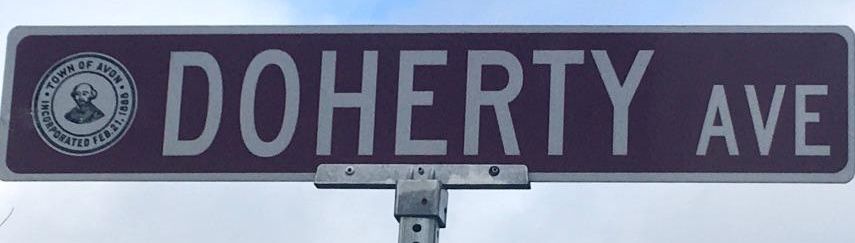 TOWN OF AVON
INCORPORATED FEB. 21, 1888
DOHERTY AVE